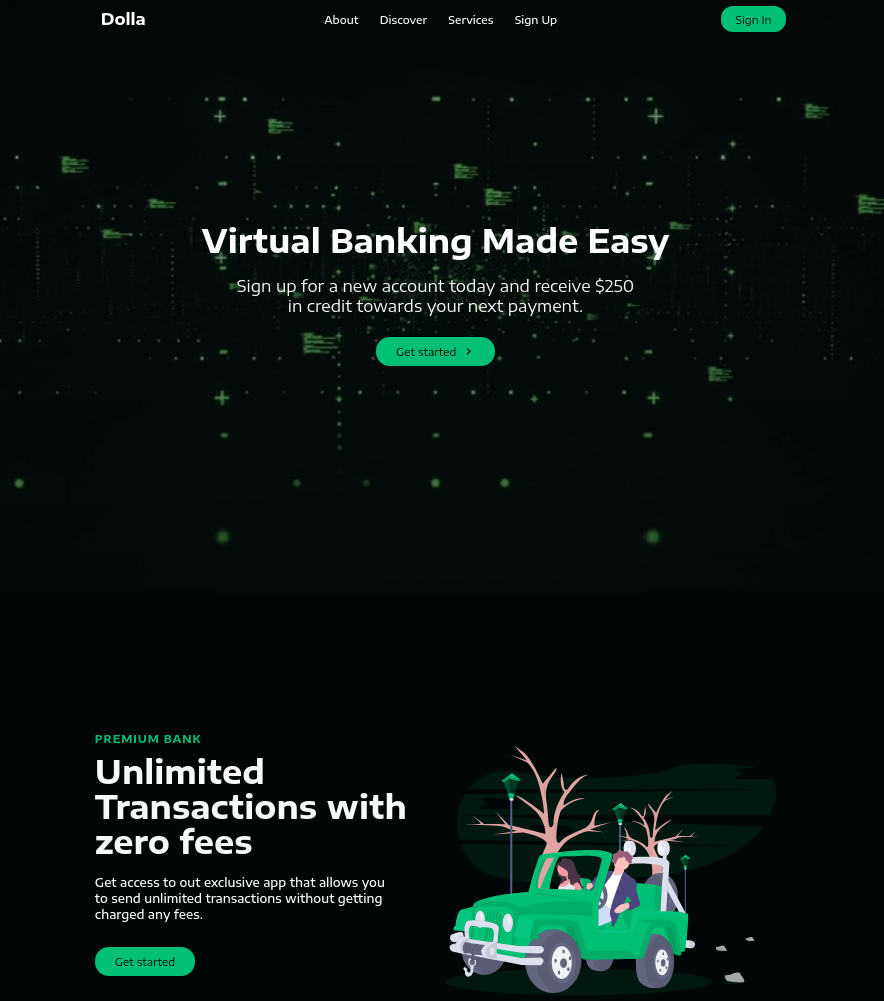 Dolla
About
Discover
Services
Sign Up
Sign In
Virtual Banking Made Easy
Sign up for a new account today and receive $250
in credit towards your next payment.
Get started
PREMIUM BANK
Unlimited
Transactions with
zero fees
Get access to out exclusive app that allows you
to send unlimited transactions without getting
charged any fees.
Get started